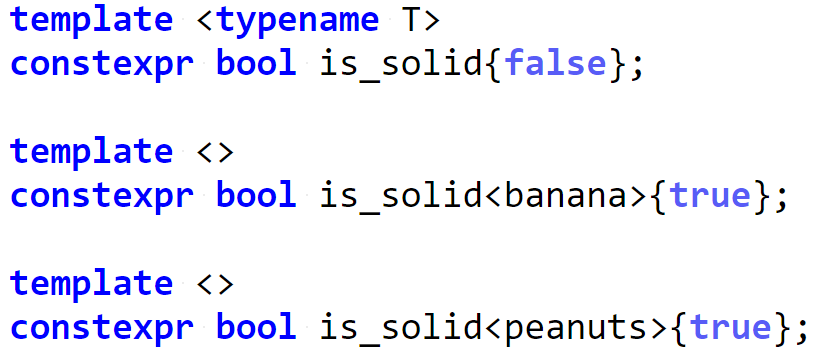 template <typename T>
constexpr bool is_solid{false};
template <>
constexpr bool is_solid<banana>{true};
template <>
constexpr bool is_solid<peanuts>{true};